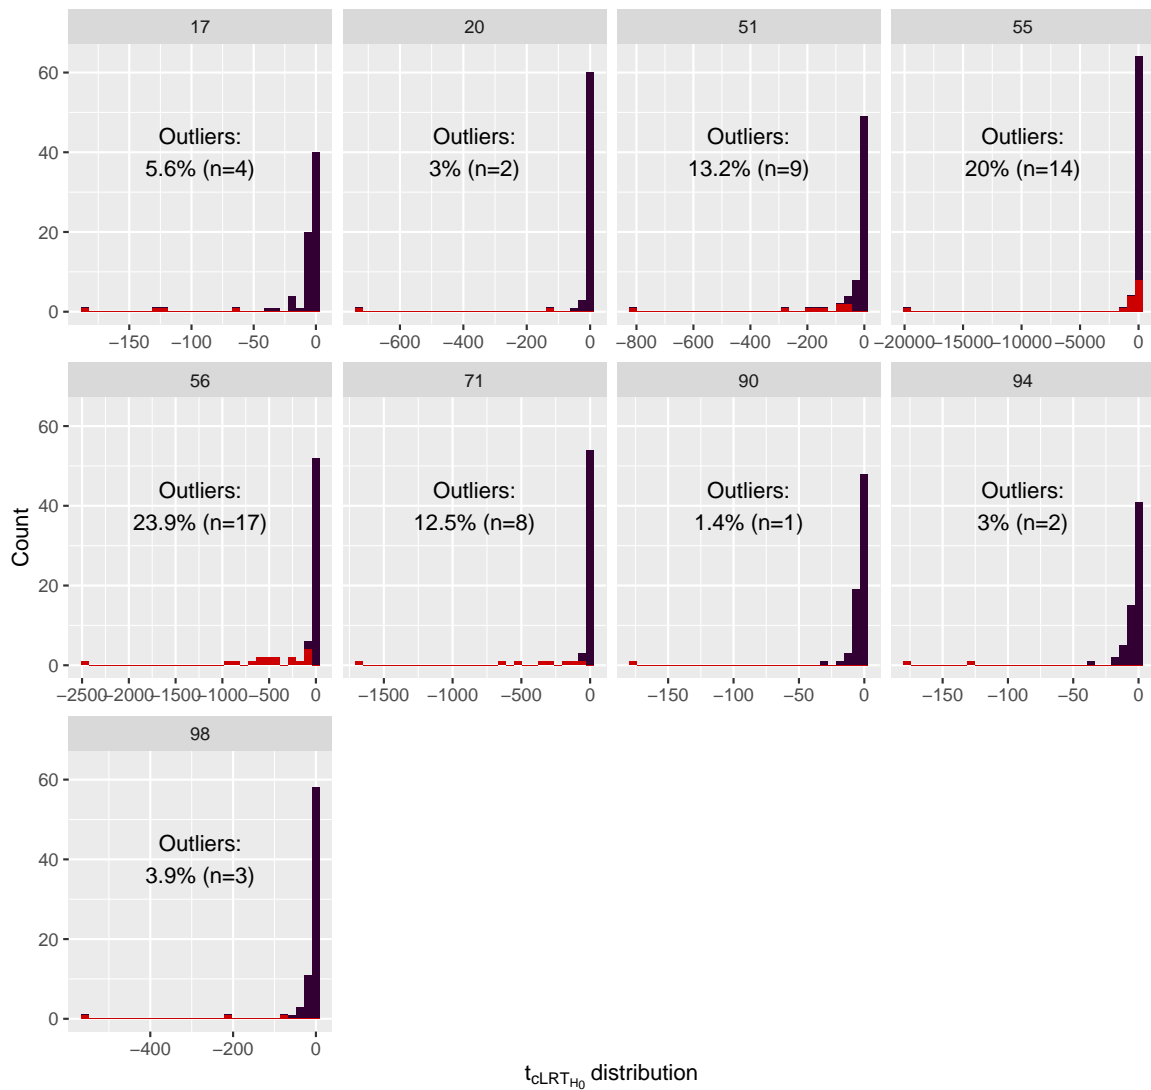 17 20 51 55
60
40
20
0
Outliers:
5.6% (n=4)
Outliers:
3% (n=2)
Outliers:
13.2% (n=9)
Outliers:
20% (n=14)
−150 −100 −50 0
−600 −400 −200 0
−800 −600 −400 −200 0
−20000 −15000 −10000 −5000 0
56 71 90 94
60
40
20
0
Outliers:
23.9% (n=17)
Outliers:
12.5% (n=8)
Outliers:
1.4% (n=1)
Outliers:
3% (n=2)
−2500 −2000 −1500 −1000 −500 0
−1500 −1000 −500 0
−150 −100 −50 0
−150 −100 −50 0
98
60
40
20
0
Outliers:
3.9% (n=3)
−400 −200 0
Count
tcLRTH0 distribution